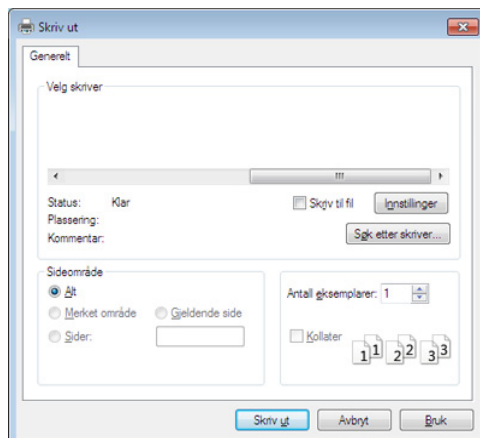 Skriv ut
Generelt
Velg skriver
Status: Klar
Skriv til fil
Innstillinger
Plassering:
Kommentar:
Søk etter skriver...
Sideområde
Alt
Merket område
Gjeldende side
Sider:
Antall eksemplarer: 1
Kollater
1 1 2 2 3 3
Skriv ut
Avbryt
Bruk